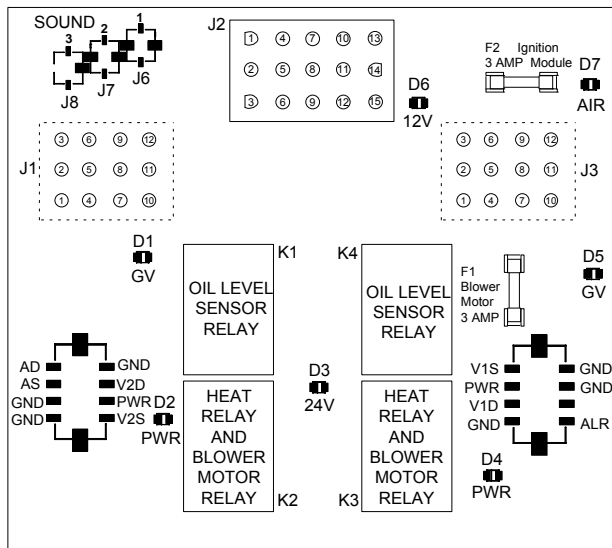 SOUND
3
2
1
J8
J7
J6
J2
1 4 7 10 13
2 5 8 11 14
3 6 9 12 15
D6
12V
F2 Ignition
3 AMP Module
D7
AIR
J1
3 6 9 12
2 5 8 11
1 4 7 10
J3
3 6 9 12
2 5 8 11
1 4 7 10
D1
GV
K1
OIL LEVEL
SENSOR
RELAY
K4
OIL LEVEL
SENSOR
RELAY
F1
Blower
Motor
3 AMP
D5
GV
AD
AS
GND
GND
GND
V2D
PWR
V2S
D2
PWR
HEAT
RELAY
AND
BLOWER
MOTOR
RELAY
K2
D3
24V
HEAT
RELAY
AND
BLOWER
MOTOR
RELAY
K3
V1S
PWR
V1D
GND
GND
GND
ALR
D4
PWR